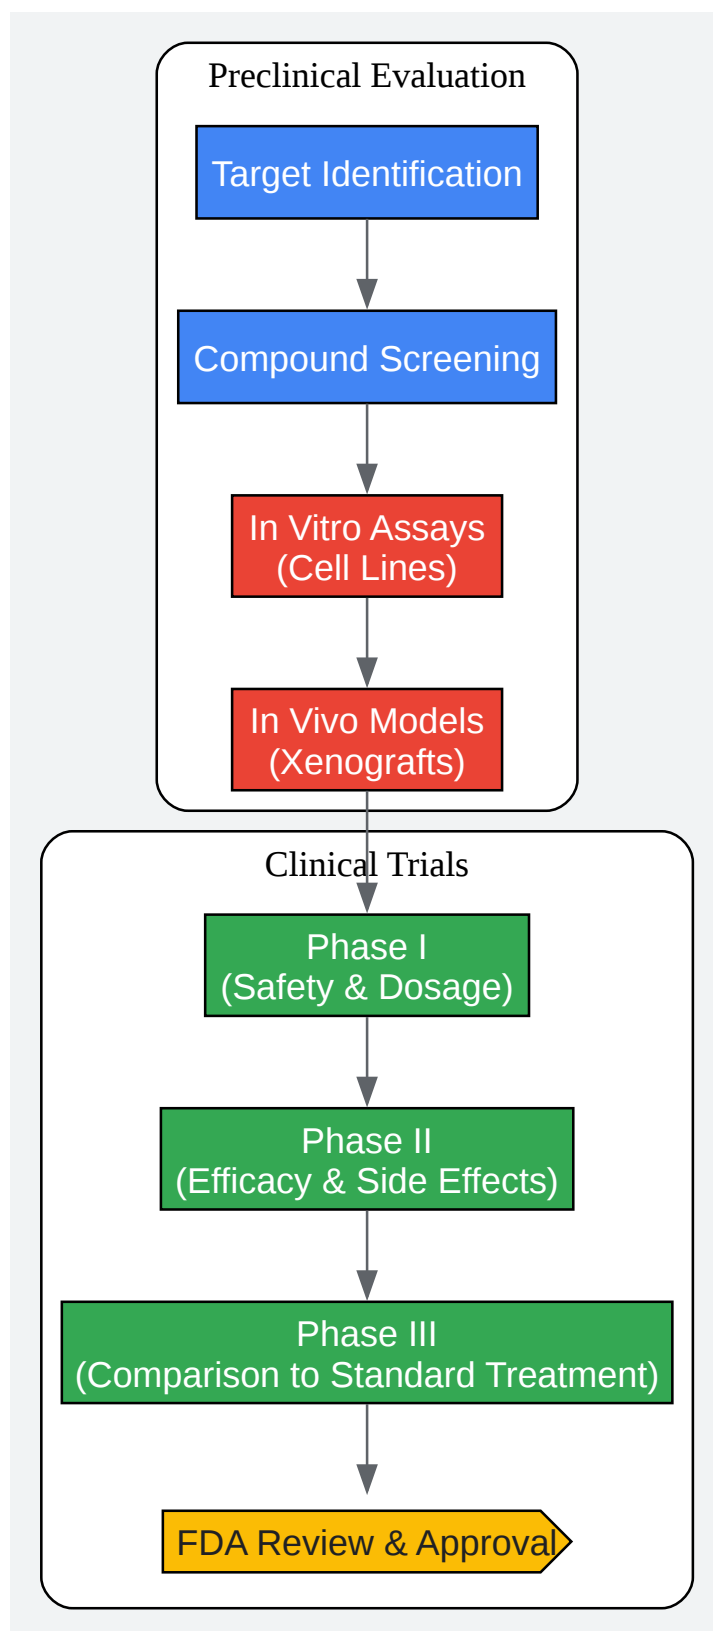 Preclinical Evaluation
Target Identification
Compound Screening
In Vitro Assays
(Cell Lines)
In Vivo Models
(Xenografts)
Clinical Trials
Phase I
(Safety & Dosage)
Phase II
(Efficacy & Side Effects)
Phase III
(Comparison to Standard Treatment)
FDA Review & Approval